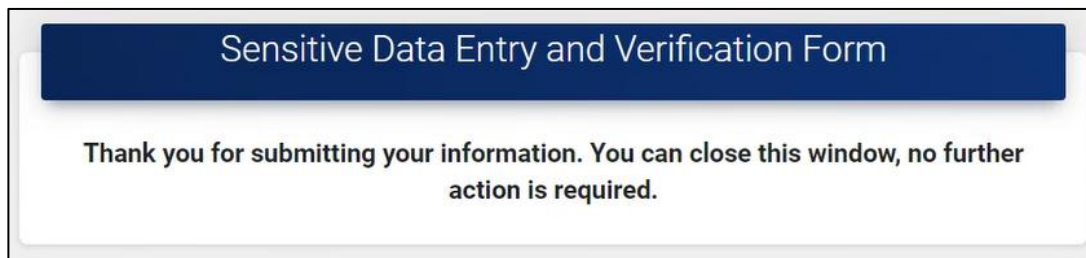 Sensitive Data Entry and Verification Form
Thank you for submitting your information. You can close this window, no further
action is required.